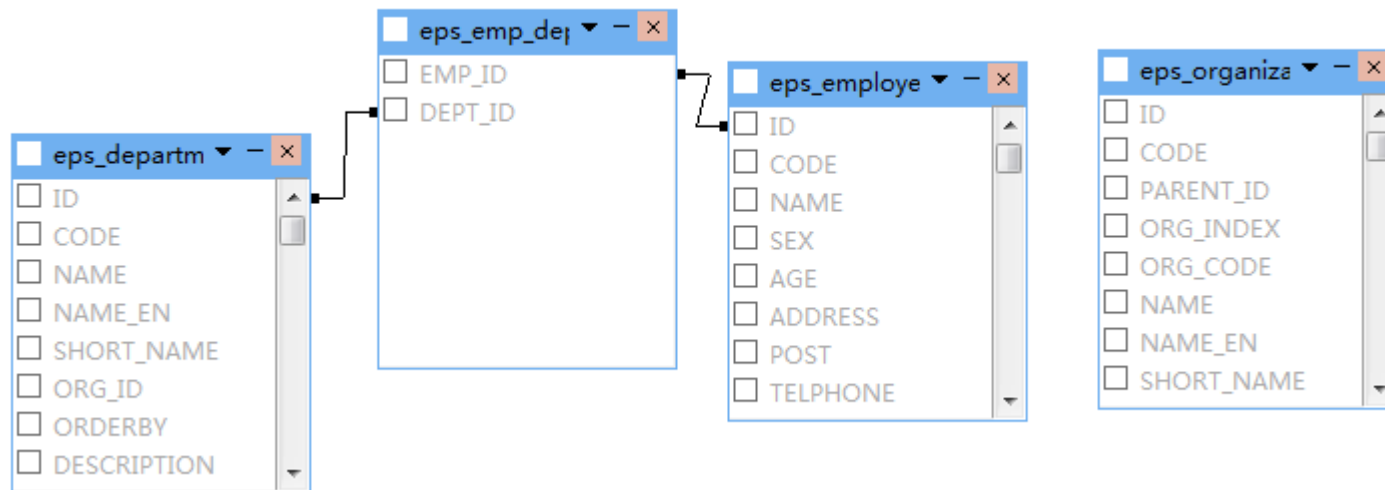 eps_departm
ID
CODE
NAME
NAME_EN
SHORT_NAME
ORG_ID
ORDERBY
DESCRIPTION
eps_emp_dep
EMP_ID
DEPT_ID
eps_employe
ID
CODE
NAME
SEX
AGE
ADDRESS
POST
TELPHONE
eps_organiza
ID
CODE
PARENT_ID
ORG_INDEX
ORG_CODE
NAME
NAME_EN
SHORT_NAME